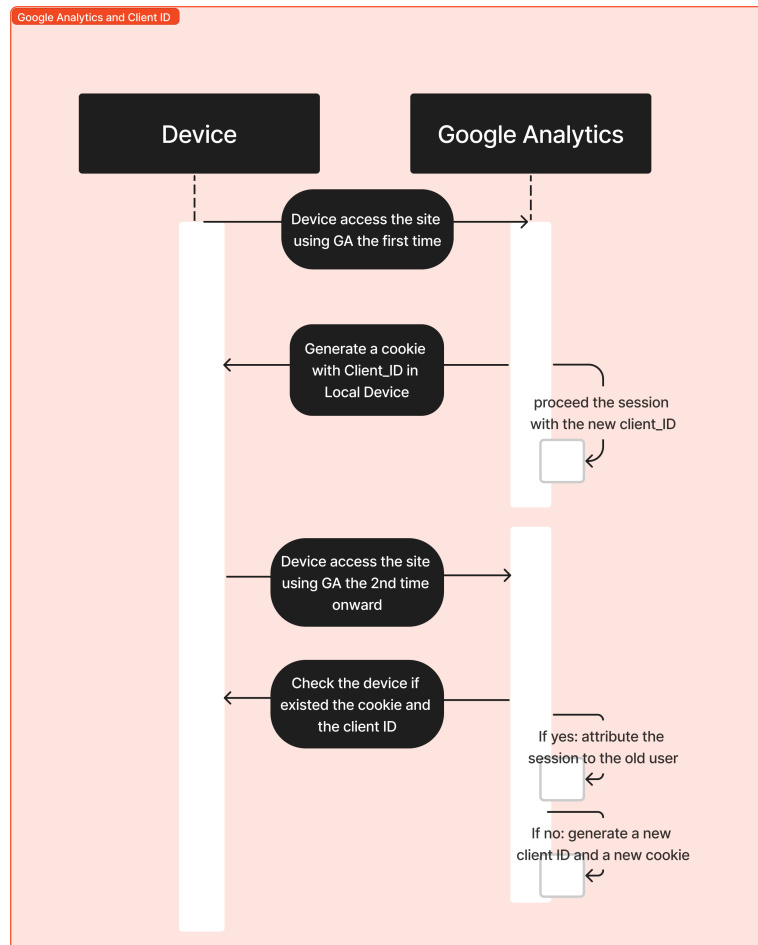 Google Analytics and Client ID
Device
Google Analytics
Device access the site
using GA the first time
Generate a cookie
with Client_ID in
Local Device
proceed the session
with the new client_ID
Device access the site
using GA the 2nd time
onward
Check the device if
existed the cookie and
the client ID
If yes: attribute the
session to the old user
If no: generate a new
client ID and a new cookie